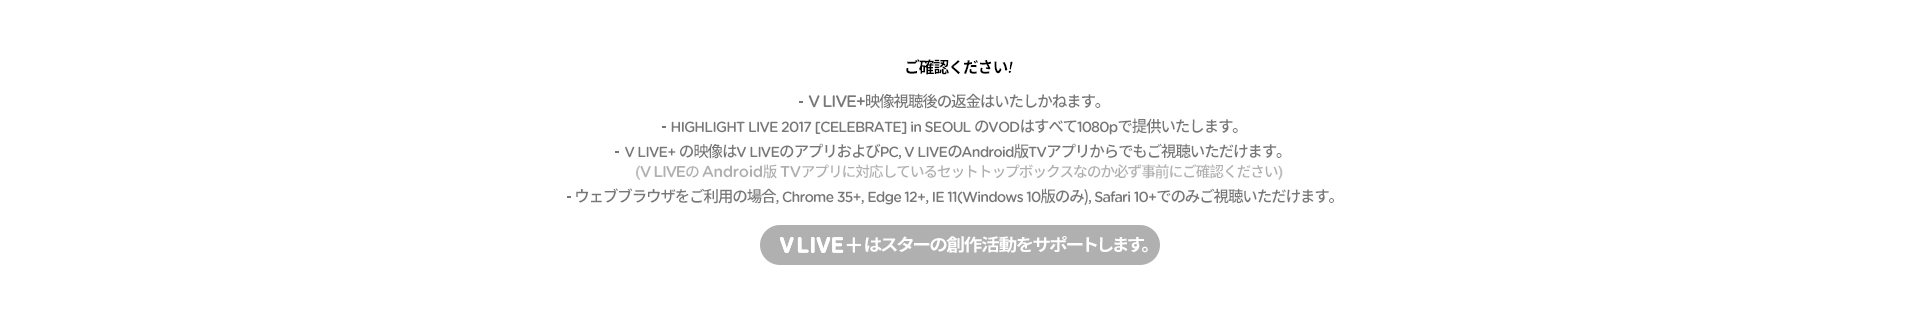 ご確認ください!
- V LIVE+映像視聴後の返金はいたしかねます。
- HIGHLIGHT LIVE 2017 [CELEBRATE] in SEOUL のVODはすべて1080pで提供いたします。
- V LIVE+ の映像はV LIVEのアプリおよびPC, V LIVEのAndroid版TVアプリからでもご視聴いただけます。
(V LIVEの Android版 TVアプリに対応しているセットトップボックスなのか必ず事前にご確認ください)
- ウェブブラウザをご利用の場合, Chrome 35+, Edge 12+, IE 11(Windows 10版のみ), Safari 10+でのみご視聴いただけます。
V LIVE+はスターの創作活動をサポートします。